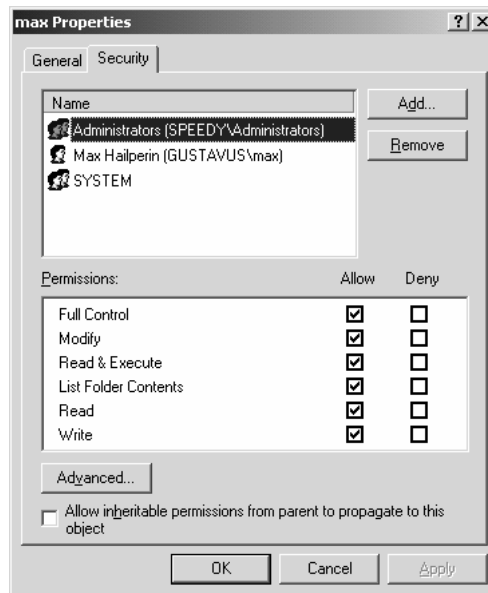 max Properties
General Security
Name
Add...
Administrators (SPEEDY\Administrators)
Max Hailperin (GUSTAVUS\max)
Remove
SYSTEM
Permissions: Allow Deny
Full Control
Modify
Read & Execute
List Folder Contents
Read
Write
Advanced...
Allow inheritable permissions from parent to propagate to this
object
OK Cancel Apply